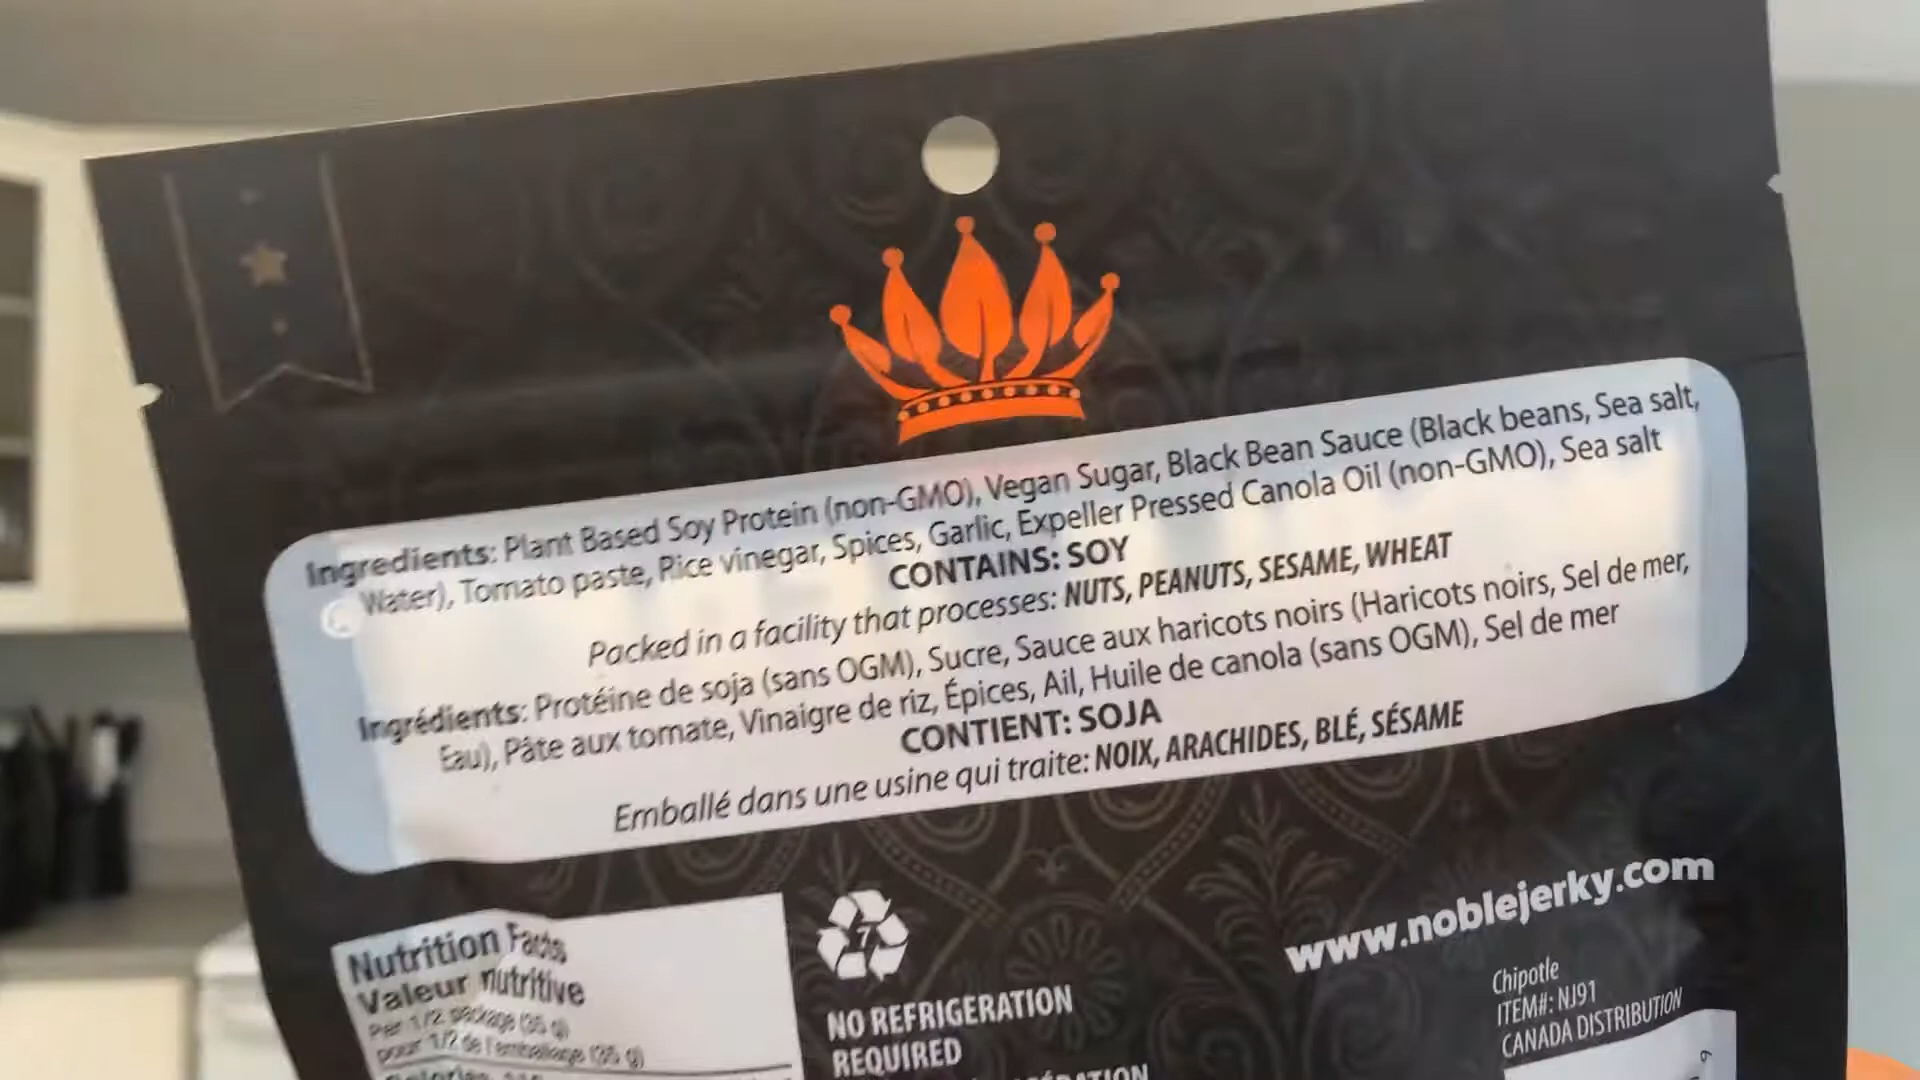 Ingredients: Plant Based Soy Protein (non-GMO), Vegan Sugar, Black Bean Sauce (Black beans, Sea salt,
Water), Tomato paste, Rice vinegar, Spices, Garlic, Expeller Pressed Canola Oil (non-GMO), Sea salt
CONTAINS: SOY
Packed in a facility that processes: NUTS, PEANUTS, SESAME, WHEAT
Ingrédients: Protéine de soja (sans OGM), Sucre, Sauce aux haricots noirs (Haricots noirs, Sel de mer,
Eau), Pâte aux tomate, Vinaigre de riz, Épices, Ail, Huile de canola (sans OGM), Sel de mer
CONTIENT: SOJA
Emballé dans une usine qui traite: NOIX, ARACHIDES, BLÉ, SÉSAME
Nutrition Facts
Valeur nutritive
Per 1/2 package (35 g)
pour 1/2 de l'emballage (35 g)
Calories
7
NO REFRIGERATION
REQUIRED
www.noblejerky.com
Chipotle
ITEM#: NJ91
CANADA DISTRIBUTION